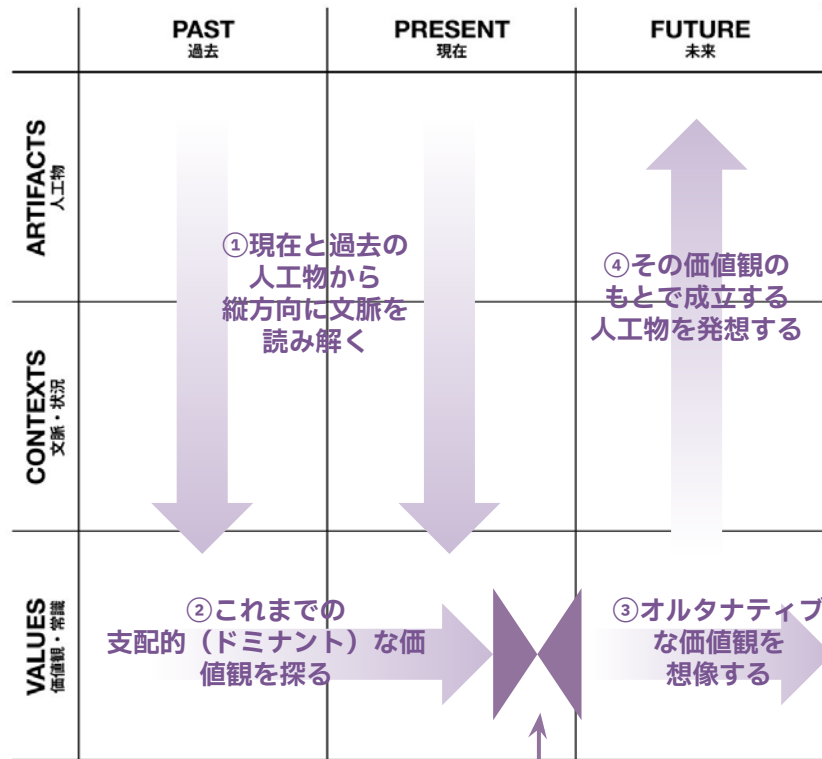 PAST
過去
PRESENT
現在
FUTURE
未来
ARTIFACTS
人工物
①現在と過去の
人工物から
縦方向に文脈を
読み解く
④その価値観の
もとで成立する
人工物を発想する
CONTEXTS
文脈・状況
VALUES
価値観・常識
②これまでの
支配的（ドミナント）な価
値観を探る
③オルタナティブ
な価値観を
想像する